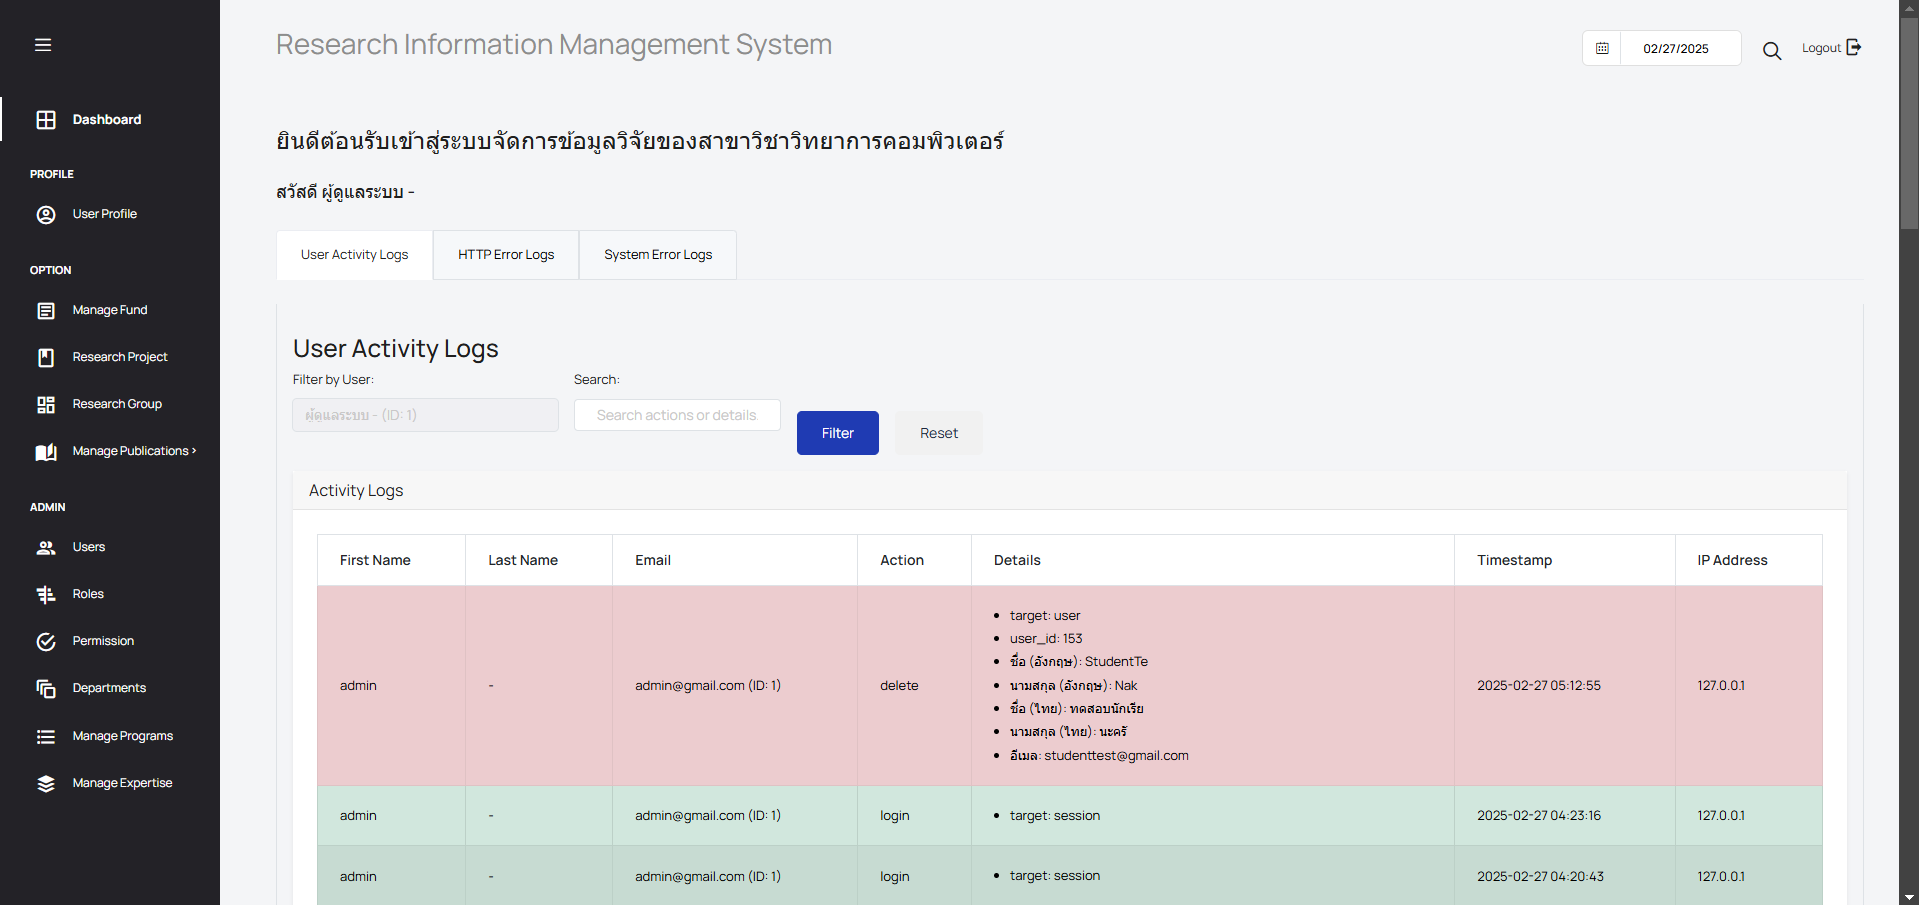 Research Information Management System
02/27/2025
Logout
Dashboard
PROFILE
User Profile
OPTION
Manage Fund
Research Project
Research Group
Manage Publications
ADMIN
Users
Roles
Permission
Departments
Manage Programs
Manage Expertise
ยินดีต้อนรับเข้าสู่ระบบจัดการข้อมูลวิจัยของสาขาวิชาวิทยาการคอมพิวเตอร์
สวัสดี ผู้ดูแลระบบ -
User Activity Logs HTTP Error Logs System Error Logs
User Activity Logs
Filter by User: Search:
ผู้ดูแลระบบ - (ID: 1) Search actions or details Filter Reset
Activity Logs
First Name Last Name Email Action Details Timestamp IP Address
admin - admin@gmail.com (ID: 1) delete
target: user
user_id: 153
ชื่อ (อังกฤษ): StudentTe
นามสกุล (อังกฤษ): Nak
ชื่อ (ไทย): ทดสอบนักเรีย
นามสกุล (ไทย): นะครั
อีเมล: studenttest@gmail.com
2025-02-27 05:12:55 127.0.0.1
admin - admin@gmail.com (ID: 1) login target: session 2025-02-27 04:23:16 127.0.0.1
admin - admin@gmail.com (ID: 1) login target: session 2025-02-27 04:20:43 127.0.0.1